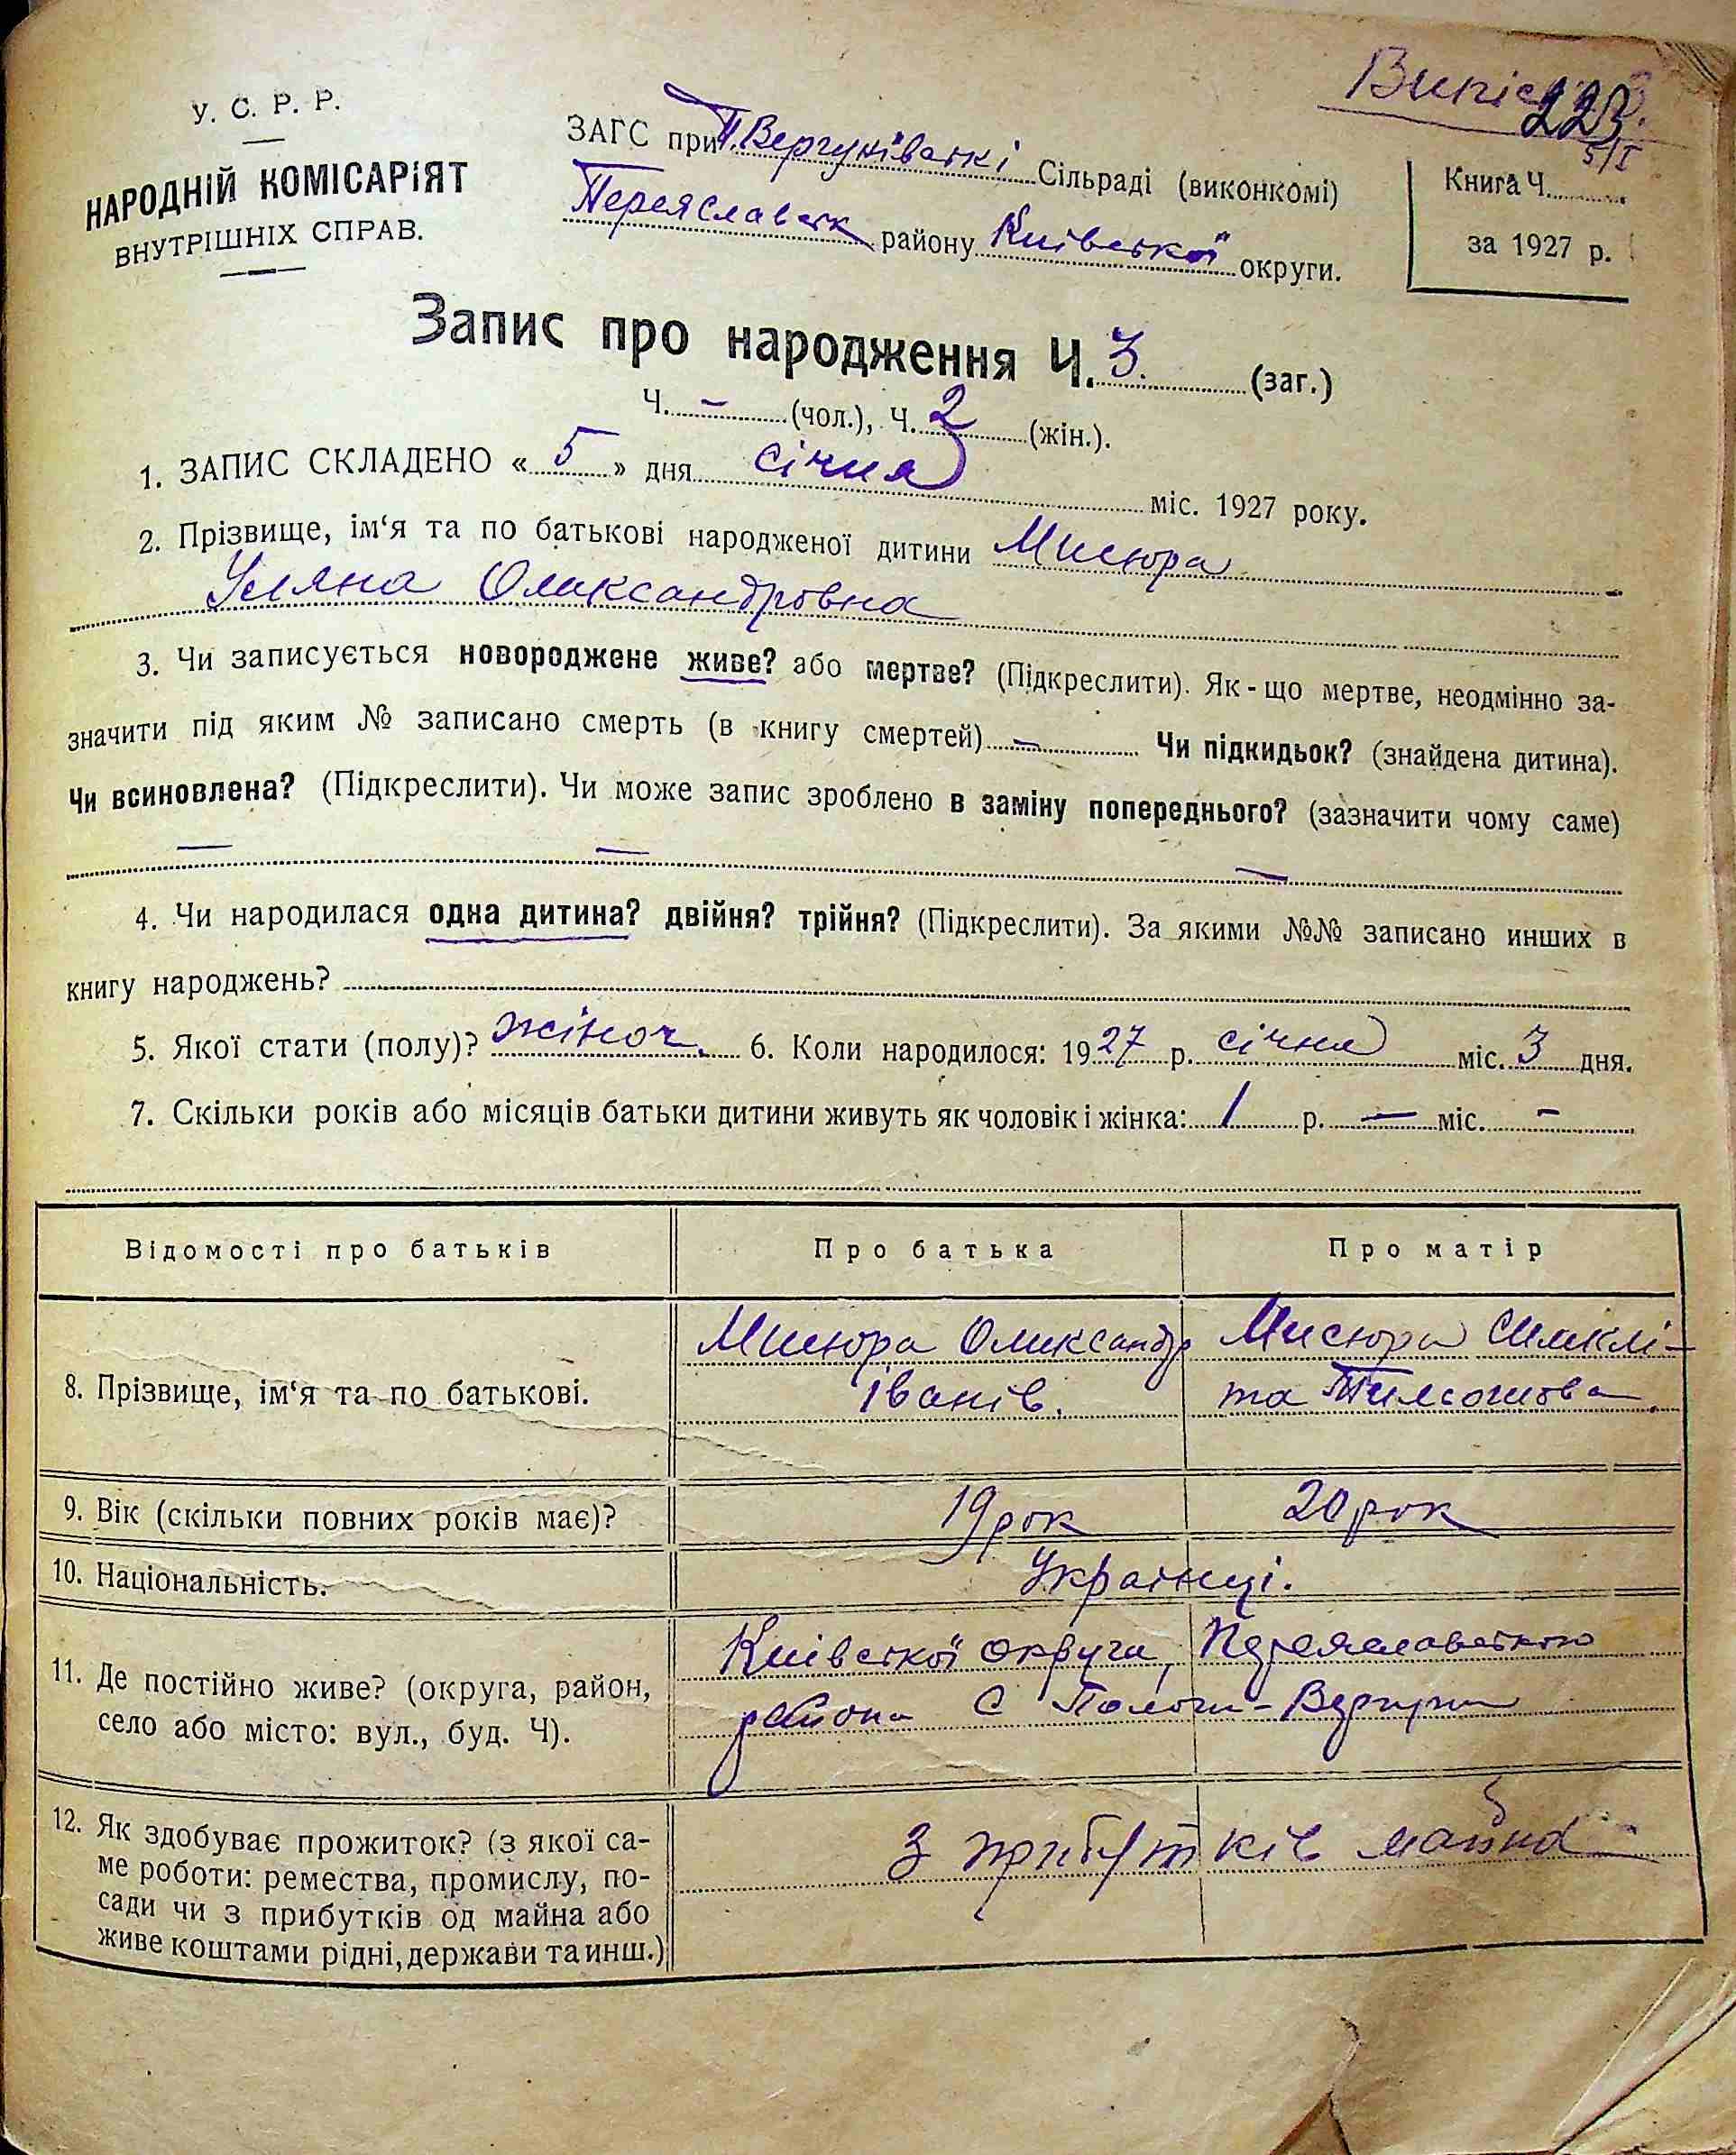 223.
5/I
У. С. Р. Р.
НАРОДНІЙ КОМІСАРІЯТ
ВНУТРІШНІХ СПРАВ.
ЗАГС при П. Вергунівській Сільраді (виконкомі)
Переяславськ району Київської округи.
Книга Ч.
за 1927 р.
Запис про народження Ч. 3. (заг.)
Ч. – (чол.), Ч. 2 (жін.).
1. ЗАПИС СКЛАДЕНО « 5 » дня січня міс. 1927 року.
2. Прізвище, ім‘я та по батькові народженої дитини Мисюра
Уляна Олександровна
3. Чи записується новороджене живе? або мертве? (Підкреслити). Як-що мертве, неодмінно за-
значити під яким № записано смерть (в книгу смертей) – Чи підкидьок? (знайдена дитина).
Чи всиновлена? (Підкреслити). Чи може запис зроблено в заміну попереднього? (зазначити чому саме)
— — —
4. Чи народилася одна дитина? двійня? трійня? (Підкреслити). За якими №№ записано инших в
книгу народжень?
5. Якої стати (полу)? жіноч. 6. Коли народилося: 1927 р. січня міс. 3 дня.
7. Скільки років або місяців батьки дитини живуть як чоловік і жінка: 1 р. — міс. –
Відомості про батьків Про батька Про матір
8. Прізвище, ім‘я та по батькові.
Мисюра Олександр
Іванів.
Мисюра
9. Вік (скільки повних років має)? 19 рок 20 рок
10. Національність. Українці.
11. Де постійно живе? (округа, район,
село або місто: вул., буд. Ч).
Київської округи, Переяславського
района С Пологи-Вергуни
12. Як здобуває прожиток? (з якої са-
ме роботи: ремества, промислу, по-
сади чи з прибутків од майна або
живе коштами рідні, держави та инш.)
З прибутків майна